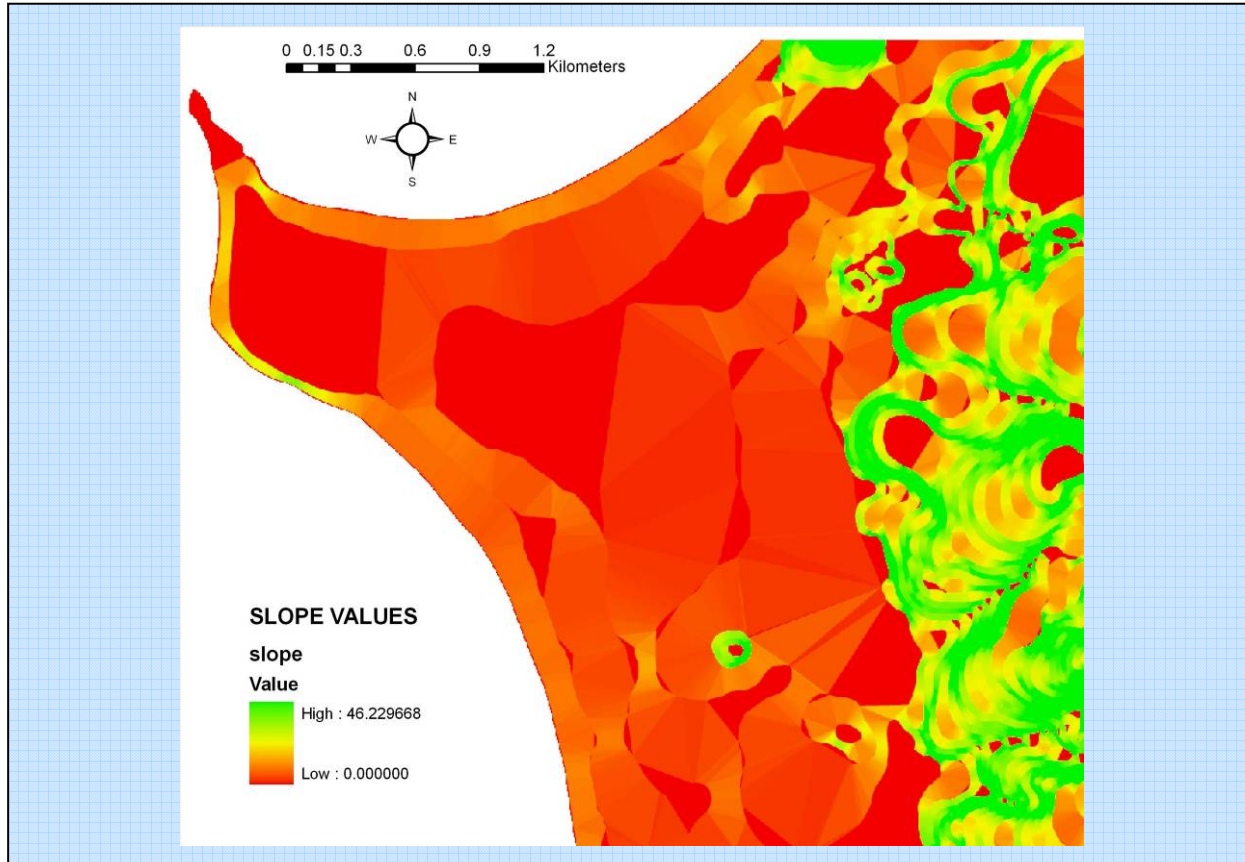 0 0.15 0.3 0.6 0.9 1.2
Kilometers
N
W E
S
SLOPE VALUES
slope
Value
High : 46.229668
Low : 0.000000